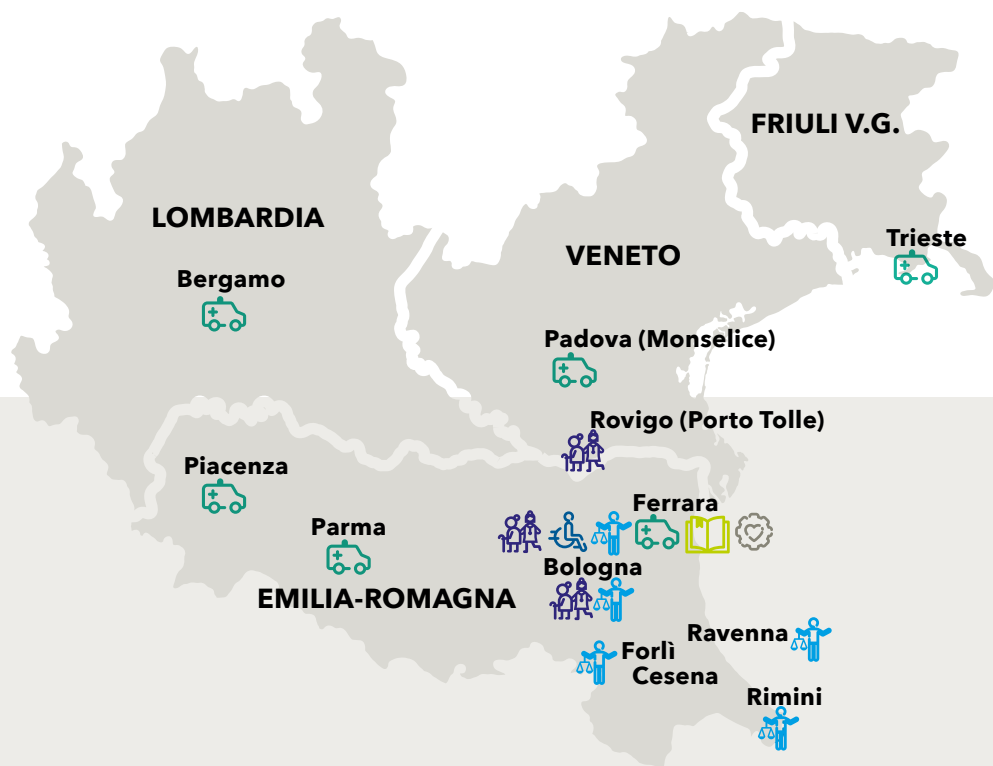 FRIULI V.G.
LOMBARDIA
Trieste
VENETO
Bergamo
Padova (Monselice)
Rovigo (Porto Tolle)
Piacenza
Ferrara
Parma
Bologna
EMILIA-ROMAGNA
Ravenna
Forlì
Cesena
Rimini